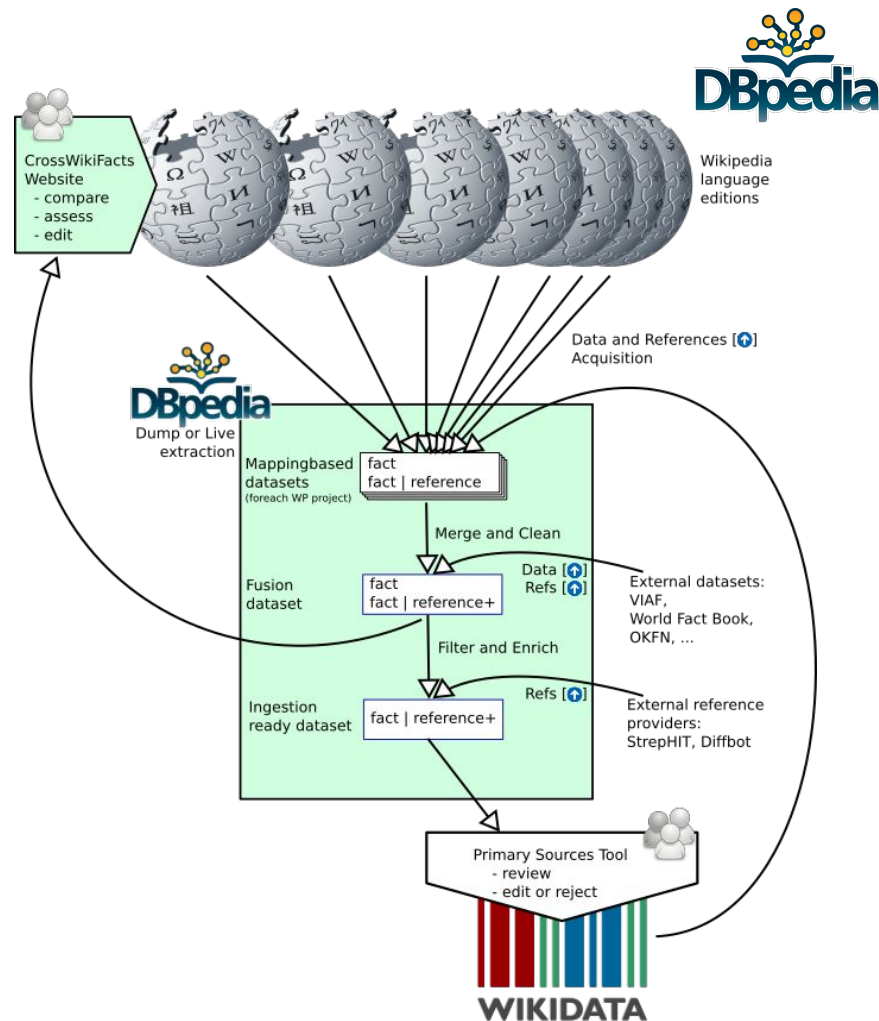 DBpedia
CrossWikiFacts
Website
- compare
- assess
- edit
Wikipedia
language
editions
Data and References [ ]
Acquisition
DBpedia
Dump or Live
extraction
Mappingbased
datasets
(foreach WP project)
fact
fact | reference
Merge and Clean
Data [ ]
Refs [ ]
Fusion
dataset
fact
fact | reference+
External datasets:
VIAF,
World Fact Book,
OKFN, ...
Filter and Enrich
Refs [ ]
Ingestion
ready dataset
fact | reference+
External reference
providers:
StrepHIT, Diffbot
Primary Sources Tool
- review
- edit or reject
WIKIDATA